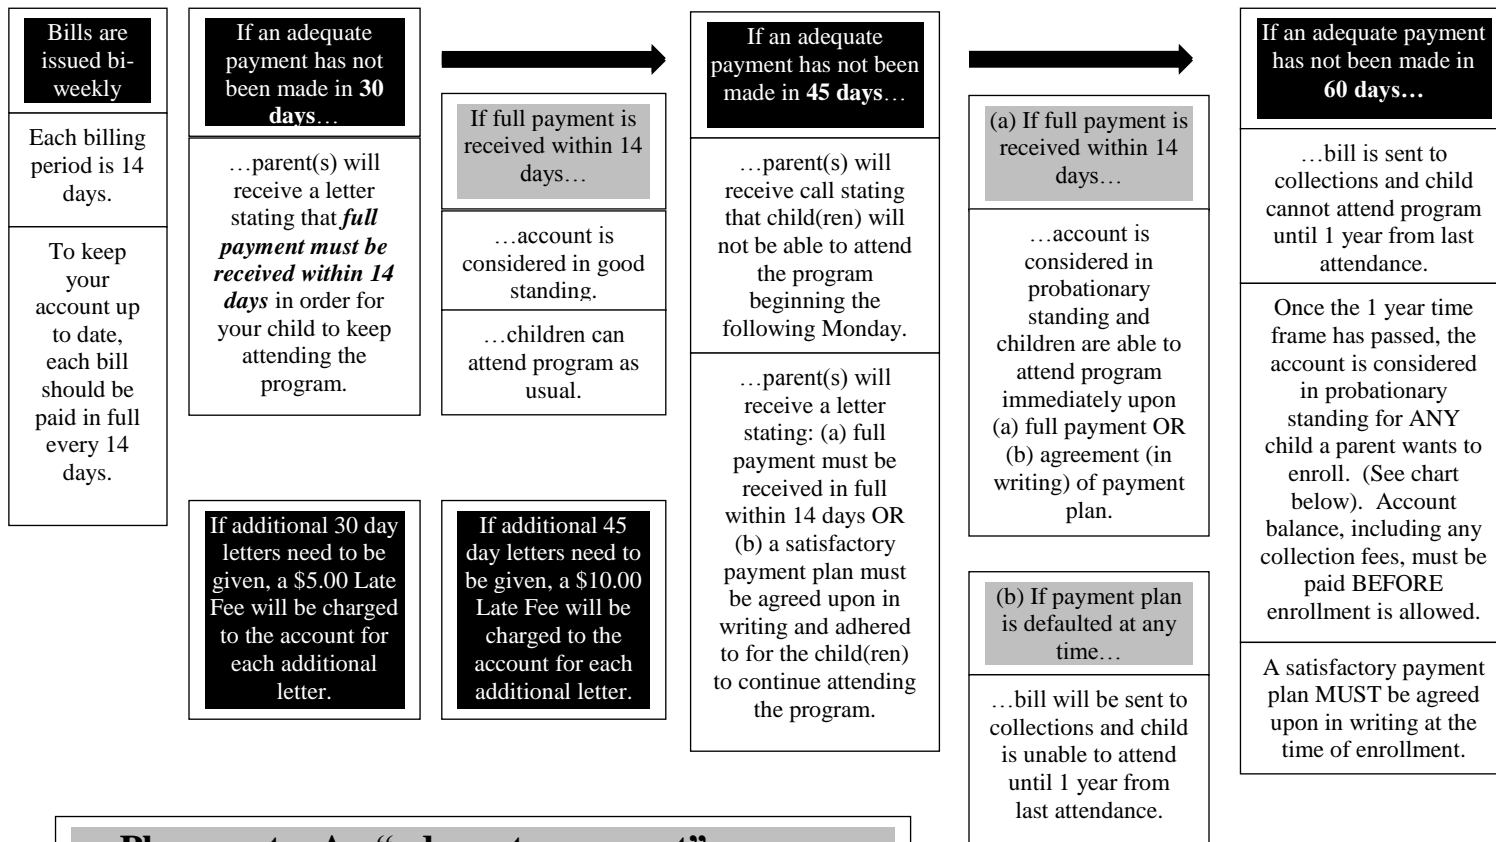 Bills are
issued bi-
weekly
Each billing
period is 14
days.
To keep
your
account up
to date,
each bill
should be
paid in full
every 14
days.
If an adequate
payment has not
been made in 30
days…
…parent(s) will
receive a letter
stating that full
payment must be
received within 14
days in order for
your child to keep
attending the
program.
If full payment is
received within 14
days…
…account is
considered in good
standing.
…children can
attend program as
usual.
If additional 30 day
letters need to be
given, a $5.00 Late
Fee will be charged
to the account for
each additional
letter.
If additional 45
day letters need to
be given, a $10.00
Late Fee will be
charged to the
account for each
additional letter.
If an adequate
payment has not been
made in 45 days…
…parent(s) will
receive call stating
that child(ren) will
not be able to attend
the program
beginning the
following Monday.
…parent(s) will
receive a letter
stating: (a) full
payment must be
received in full
within 14 days OR
(b) a satisfactory
payment plan must
be agreed upon in
writing and adhered
to for the child(ren)
to continue attending
the program.
(a) If full payment is
received within 14
days…
…account is
considered in
probationary
standing and
children are able to
attend program
immediately upon
(a) full payment OR
(b) agreement (in
writing) of payment
plan.
(b) If payment plan
is defaulted at any
time…
…bill will be sent to
collections and child
is unable to attend
until 1 year from
last attendance.
If an adequate payment
has not been made in
60 days…
…bill is sent to
collections and child
cannot attend program
until 1 year from last
attendance.
Once the 1 year time
frame has passed, the
account is considered
in probationary
standing for ANY
child a parent wants to
enroll. (See chart
below). Account
balance, including any
collection fees, must be
paid BEFORE
enrollment is allowed.
A satisfactory payment
plan MUST be agreed
upon in writing at the
time of enrollment.